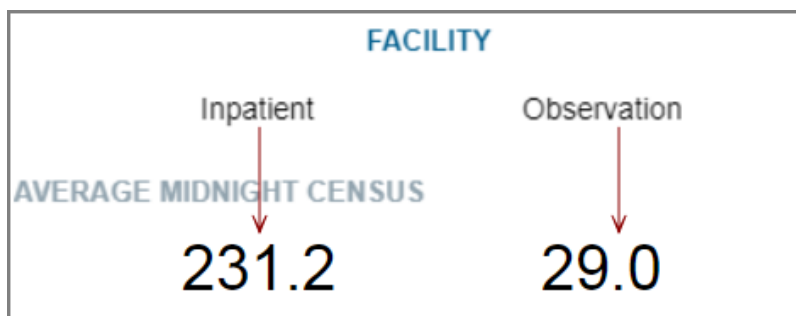 FACILITY
Inpatient Observation
AVERAGE MIDNIGHT CENSUS
231.2 29.0